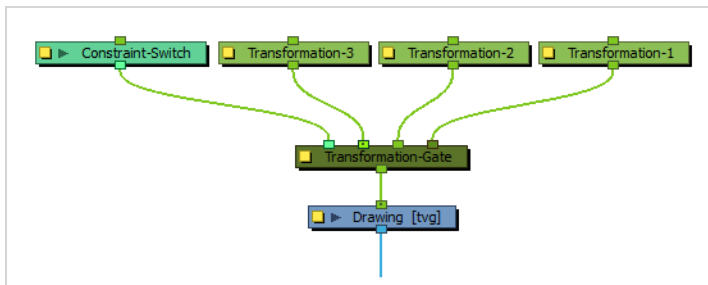 Constraint-Switch
Transformation-3
Transformation-2
Transformation-1
Transformation-Gate
Drawing [tvg]